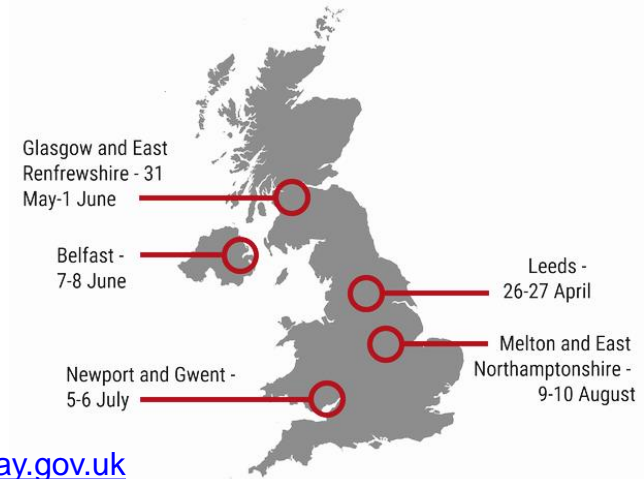 Glasgow and East
Renfrewshire - 31
May-1 June
Belfast -
7-8 June
Leeds -
26-27 April
Melton and East
Northamptonshire -
9-10 August
Newport and Gwent -
5-6 July
ay.gov.uk